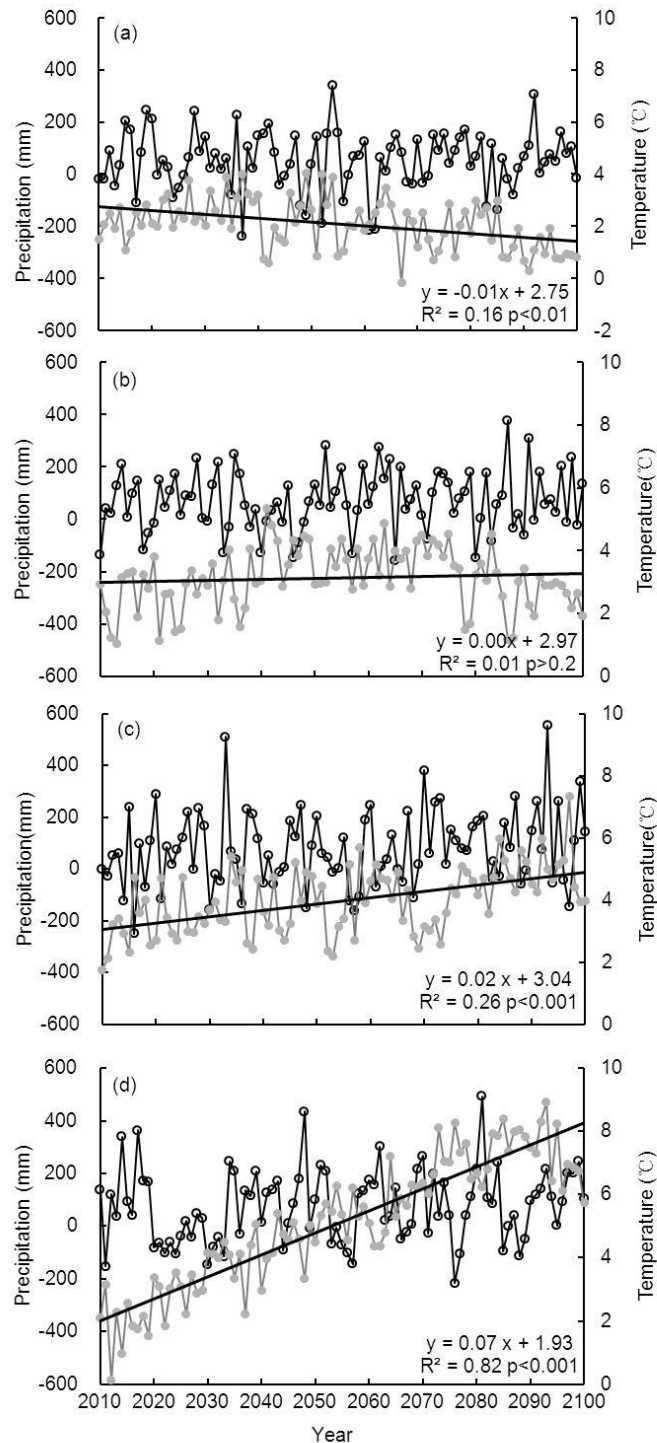 (a)
600
400
200
0
-200
-400
-600
Precipitation (mm)
10
8
6
4
2
0
-2
Temperature (℃)
y = -0.01x + 2.75
R² = 0.16 p<0.01
(b)
600
400
200
0
-200
-400
-600
Precipitation (mm)
10
8
6
4
2
0
Temperature(℃)
y = 0.00x + 2.97
R² = 0.01 p>0.2
(c)
600
400
200
0
-200
-400
-600
Precipitation(mm)
10
8
6
4
2
0
Temperature(℃)
y = 0.02 x + 3.04
R² = 0.26 p<0.001
(d)
600
400
200
0
-200
-400
-600
Precipitation (mm)
10
8
6
4
2
0
Temperature (℃)
y = 0.07 x + 1.93
R² = 0.82 p<0.001
2010 2020 2030 2040 2050 2060 2070 2080 2090 2100
Year